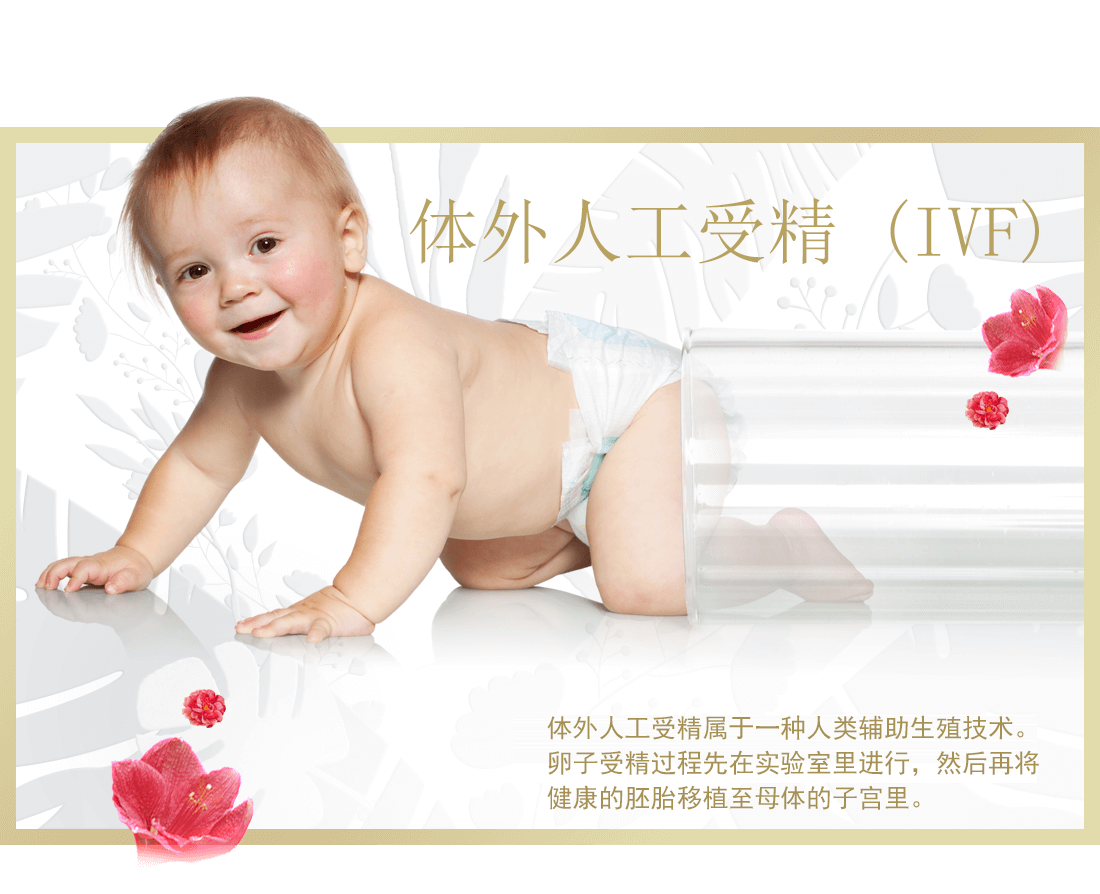 体外人工受精 (IVF)
体外人工受精属于一种人类辅助生殖技术。
卵子受精过程先在实验室里进行，然后再将
健康的胚胎移植至母体的子宫里。